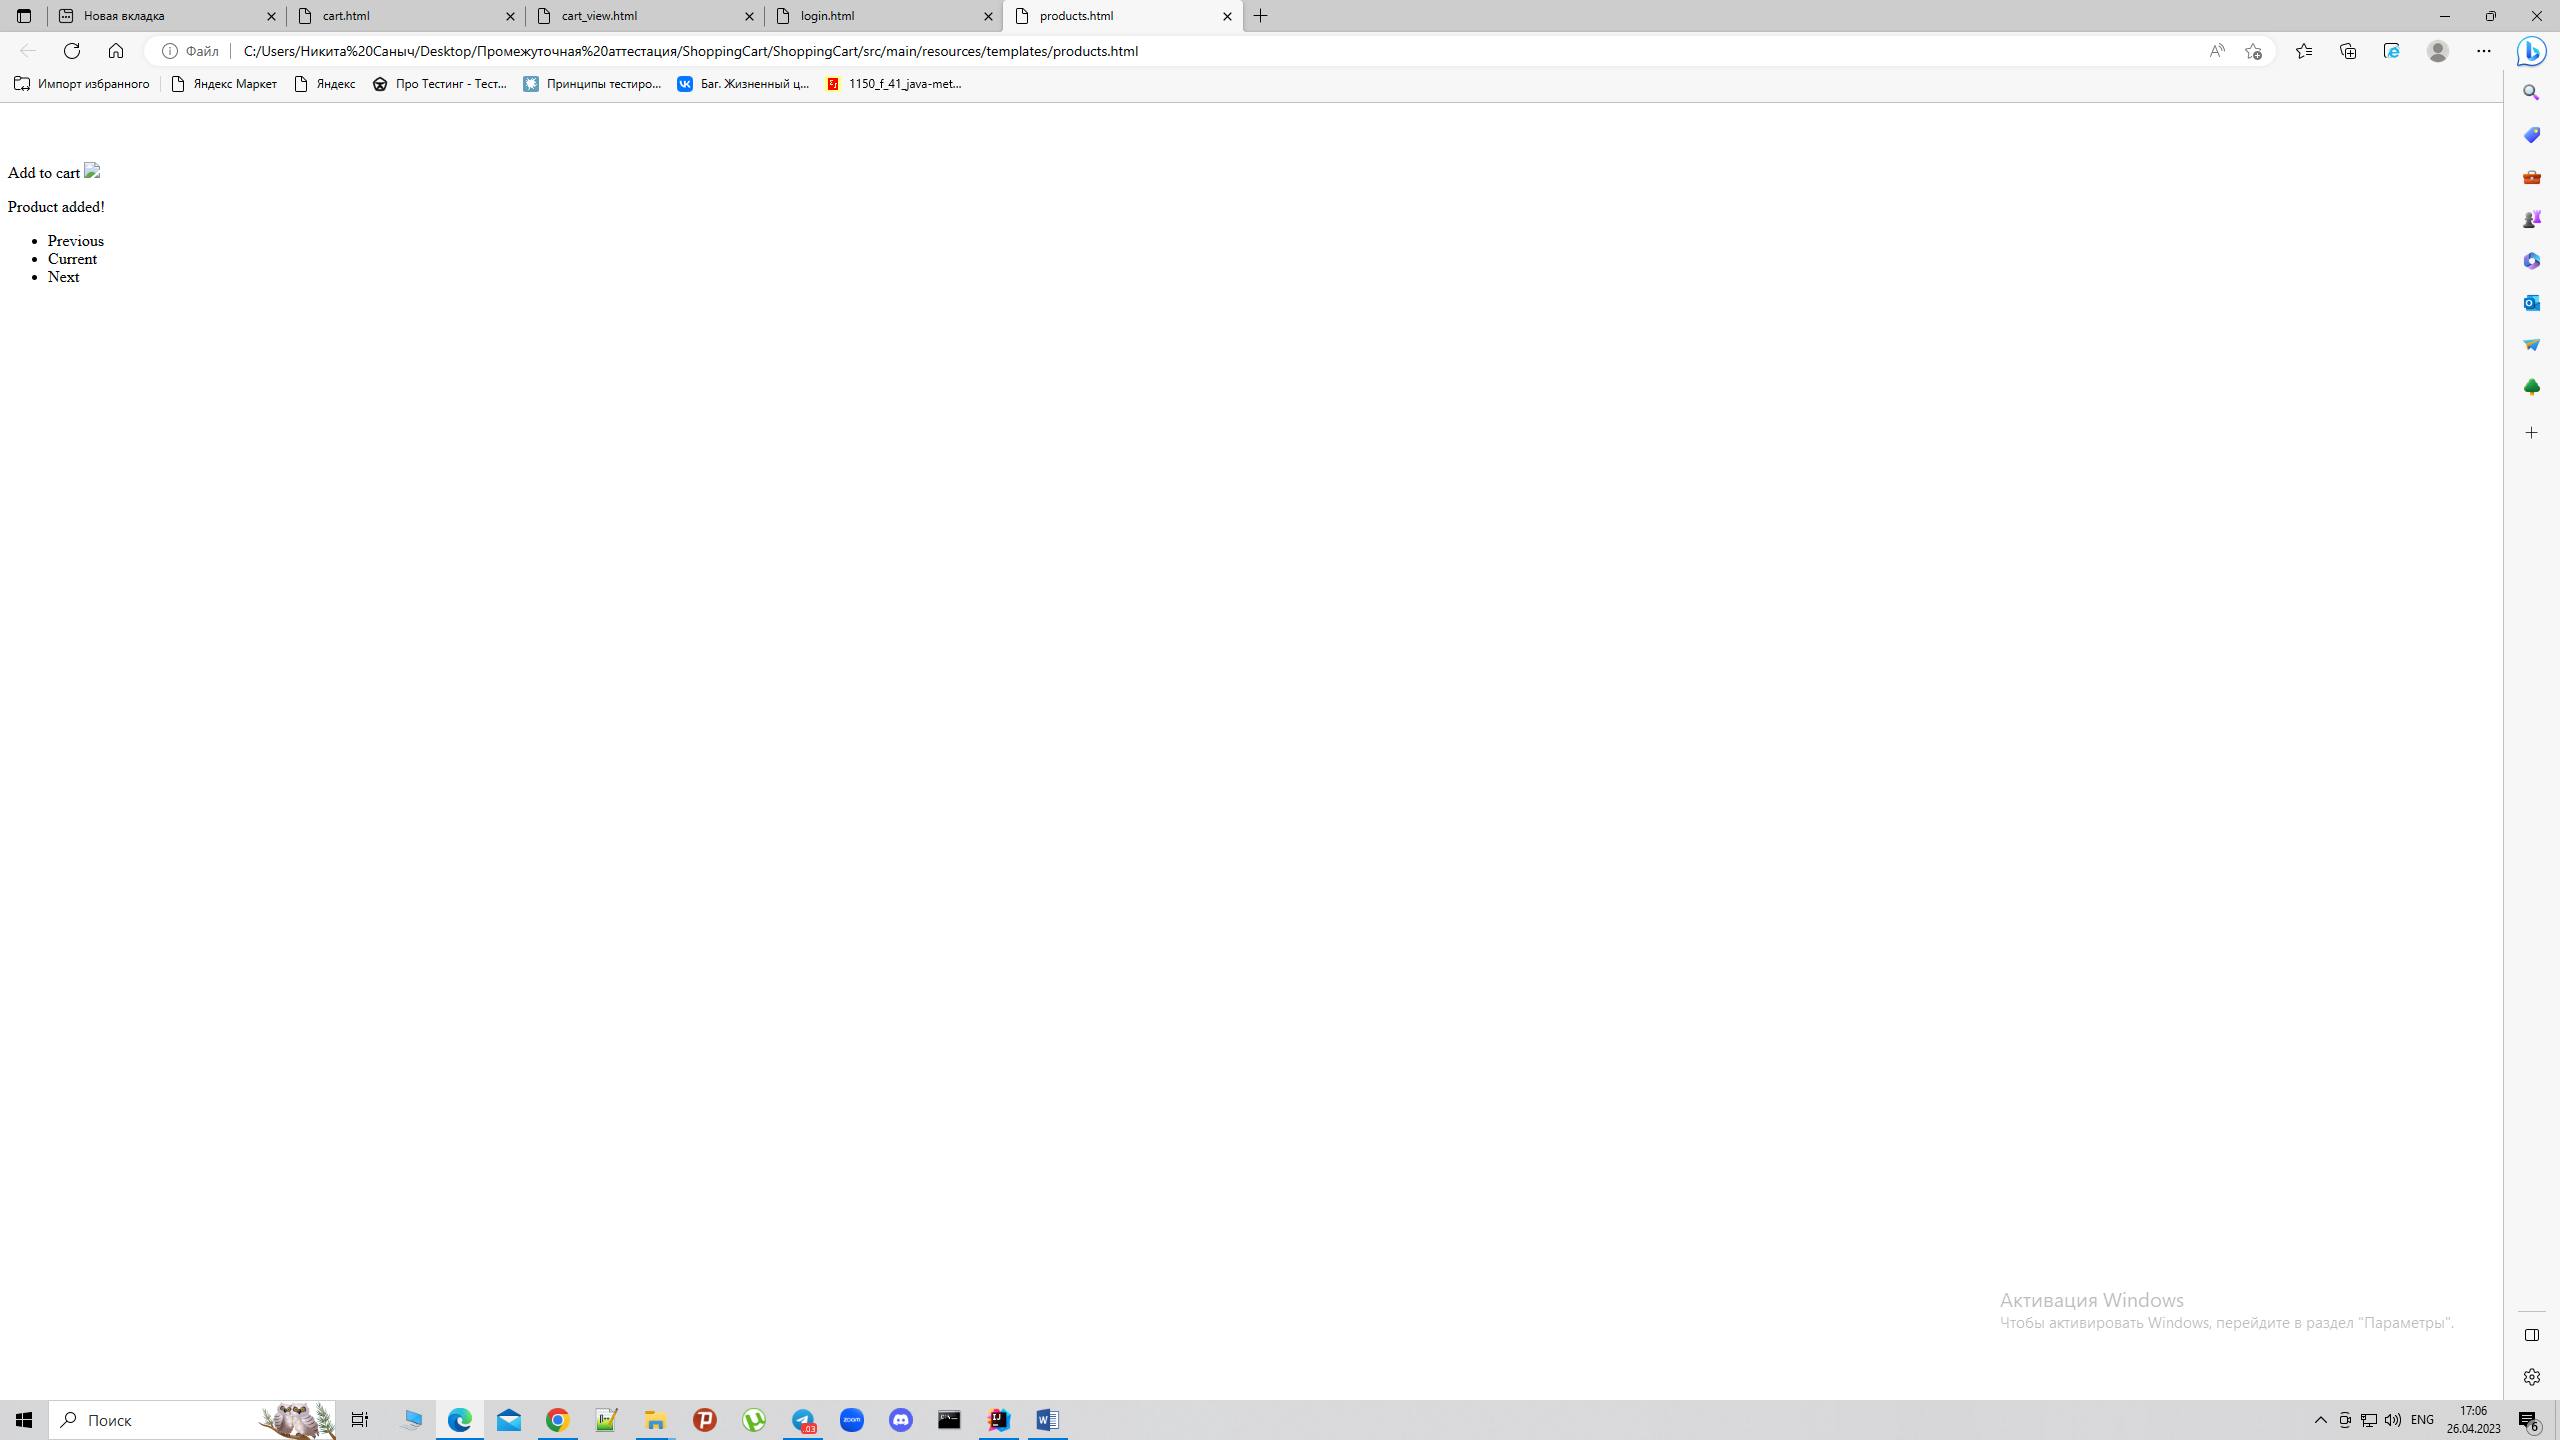 Новая вкладка
cart.html
cart_view.html
login.html
products.html
Файл
C:/Users/Никита%20Саныч/Desktop/Промежуточная%20аттестация/ShoppingCart/ShoppingCart/src/main/resources/templates/products.html
Импорт избранного
Яндекс Маркет
Яндекс
Про Тестинг - Тест...
Принципы тестиро...
Баг. Жизненный ц...
1150_f_41_java-met...
Add to cart
Product added!
Previous
Current
Next
Активация Windows
Чтобы активировать Windows, перейдите в раздел "Параметры".
Поиск
.03
zoom
ENG
17:06
26.04.2023
6